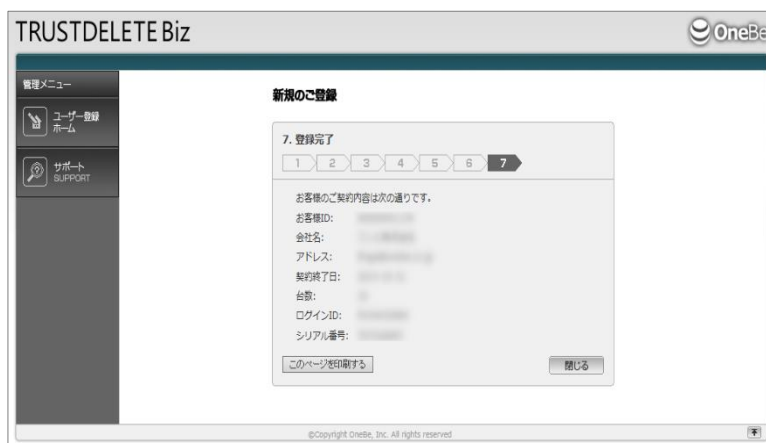 TRUSTDELETE Biz
OneBe
管理メニュー
ユーザー登録
ホーム
サポート
SUPPORT
新規のご登録
7. 登録完了
1 2 3 4 5 6 7
お客様のご契約内容は次の通りです。
お客様ID:
会社名:
アドレス:
契約終了日:
台数:
ログインID:
シリアル番号:
このページを印刷する
閉じる
©Copyright OneBe, Inc. All rights reserved